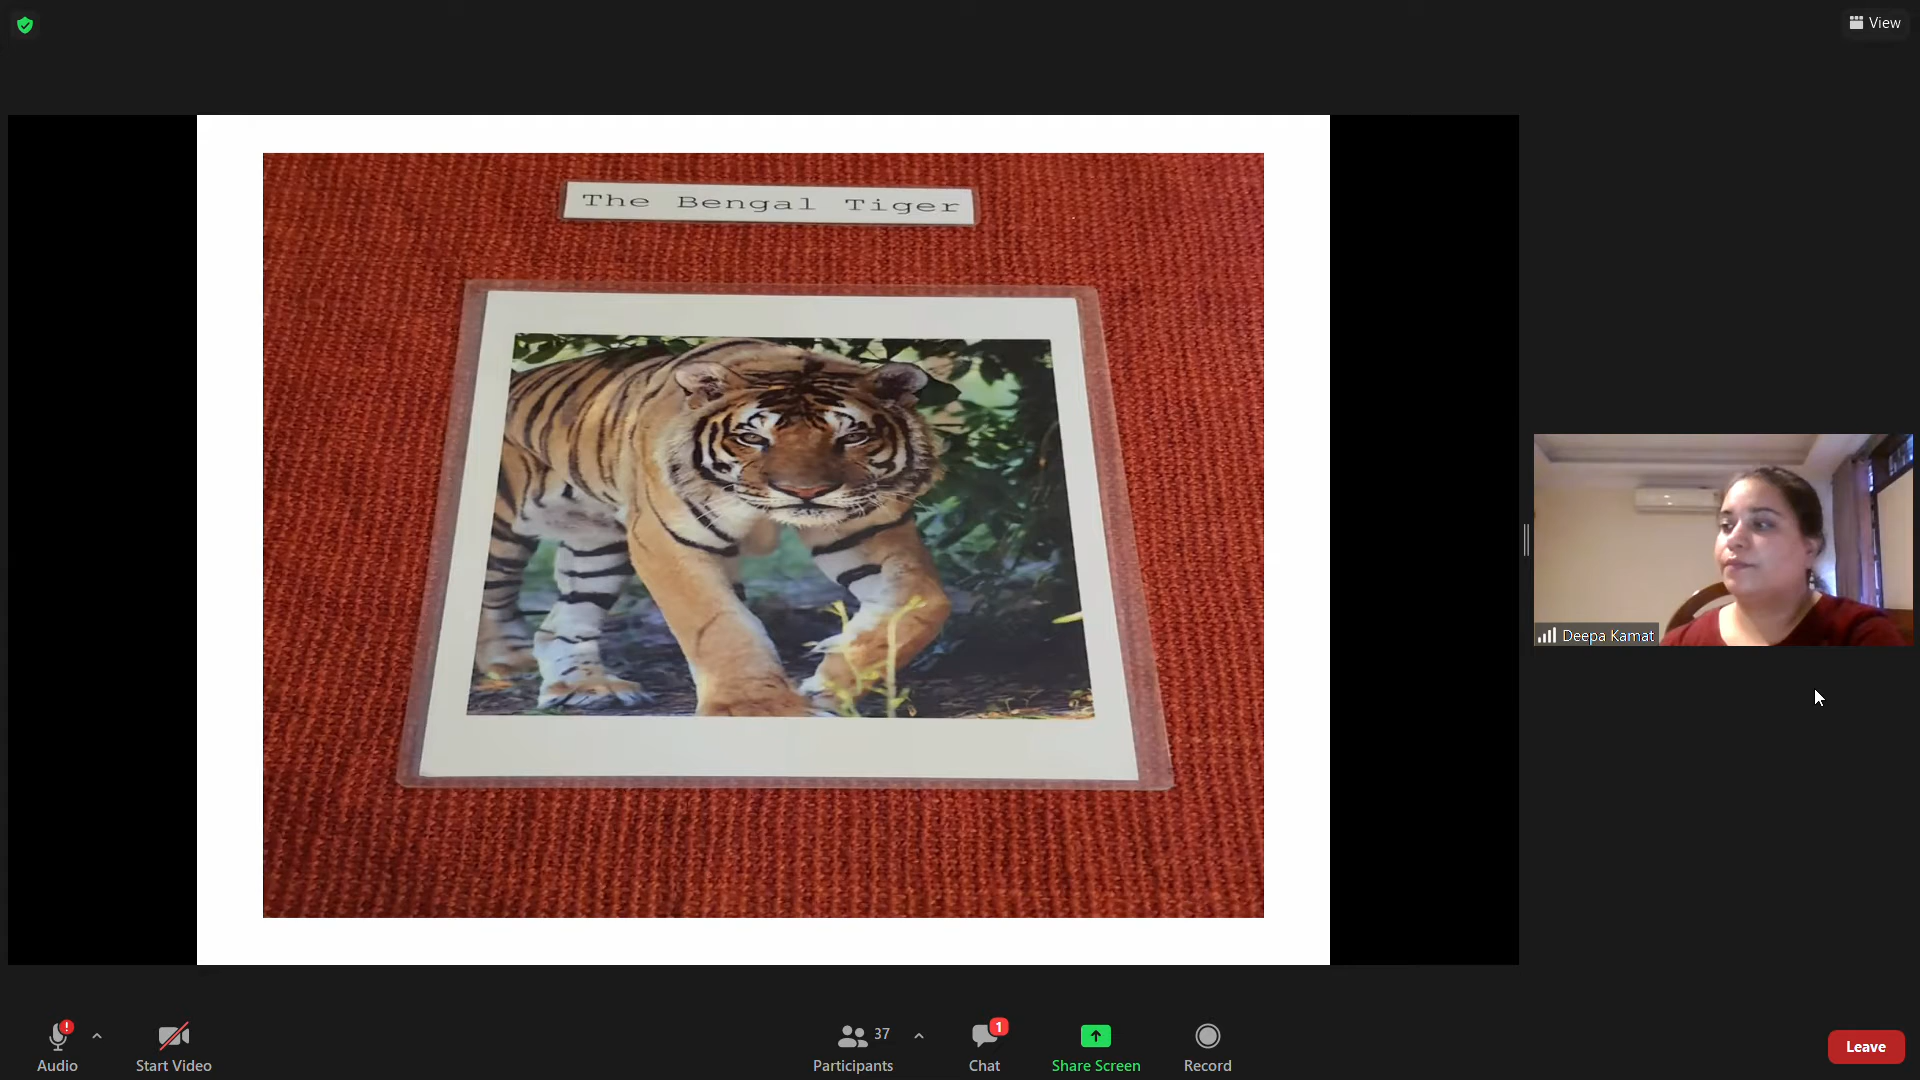 View
The Bengal Tiger
Deepa Kamat
Audio
Start Video
37
Participants
1
Chat
Share Screen
Record
Leave